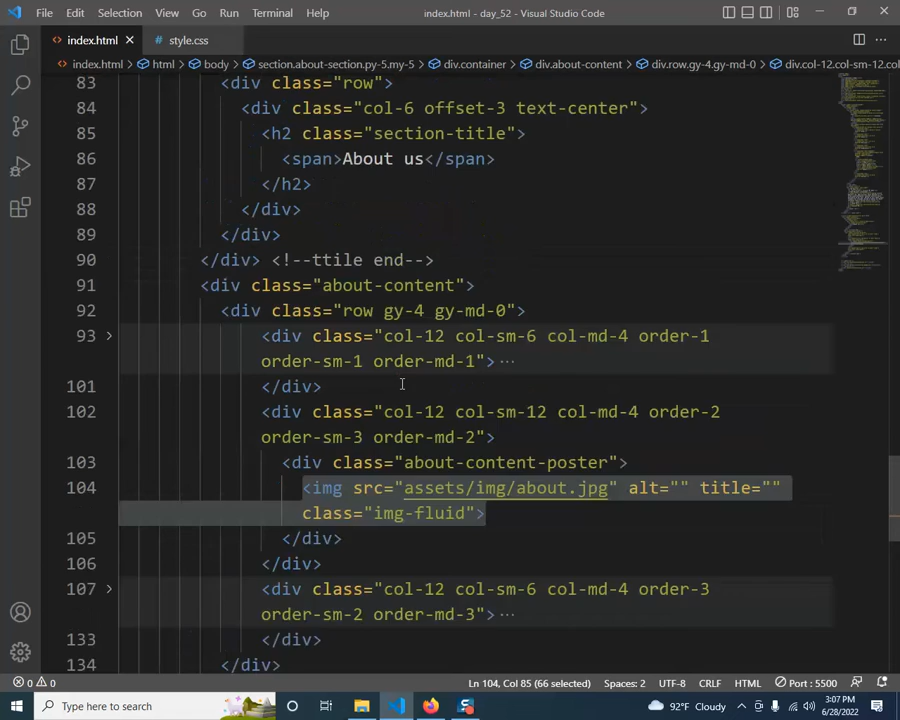 File Edit Selection View Go Run Terminal Help index.html - day_52 - Visual Studio Code
index.html style.css
index.html > html > body > section.about-section.py-5.my-5 > div.container > div.about-content > div.row.gy-4.gy-md-0 > div.col-12.col-sm-12.co
83 <div class="row">
84 <div class="col-6 offset-3 text-center">
85 <h2 class="section-title">
86 <span>About us</span>
87 </h2>
88 </div>
89 </div>
90 </div> <!--ttile end-->
91 <div class="about-content">
92 <div class="row gy-4 gy-md-0">
93 <div class="col-12 col-sm-6 col-md-4 order-1
order-sm-1 order-md-1">···
101 </div>
102 <div class="col-12 col-sm-12 col-md-4 order-2
order-sm-3 order-md-2">
103 <div class="about-content-poster">
104 <img src="assets/img/about.jpg" alt="" title=""
class="img-fluid">
105 </div>
106 </div>
107 <div class="col-12 col-sm-6 col-md-4 order-3
order-sm-2 order-md-3">···
133 </div>
134 </div>
0 0 Ln 104, Col 85 (66 selected) Spaces: 2 UTF-8 CRLF HTML Port : 5500
Type here to search 92°F Cloudy 3:07 PM
6/28/2022